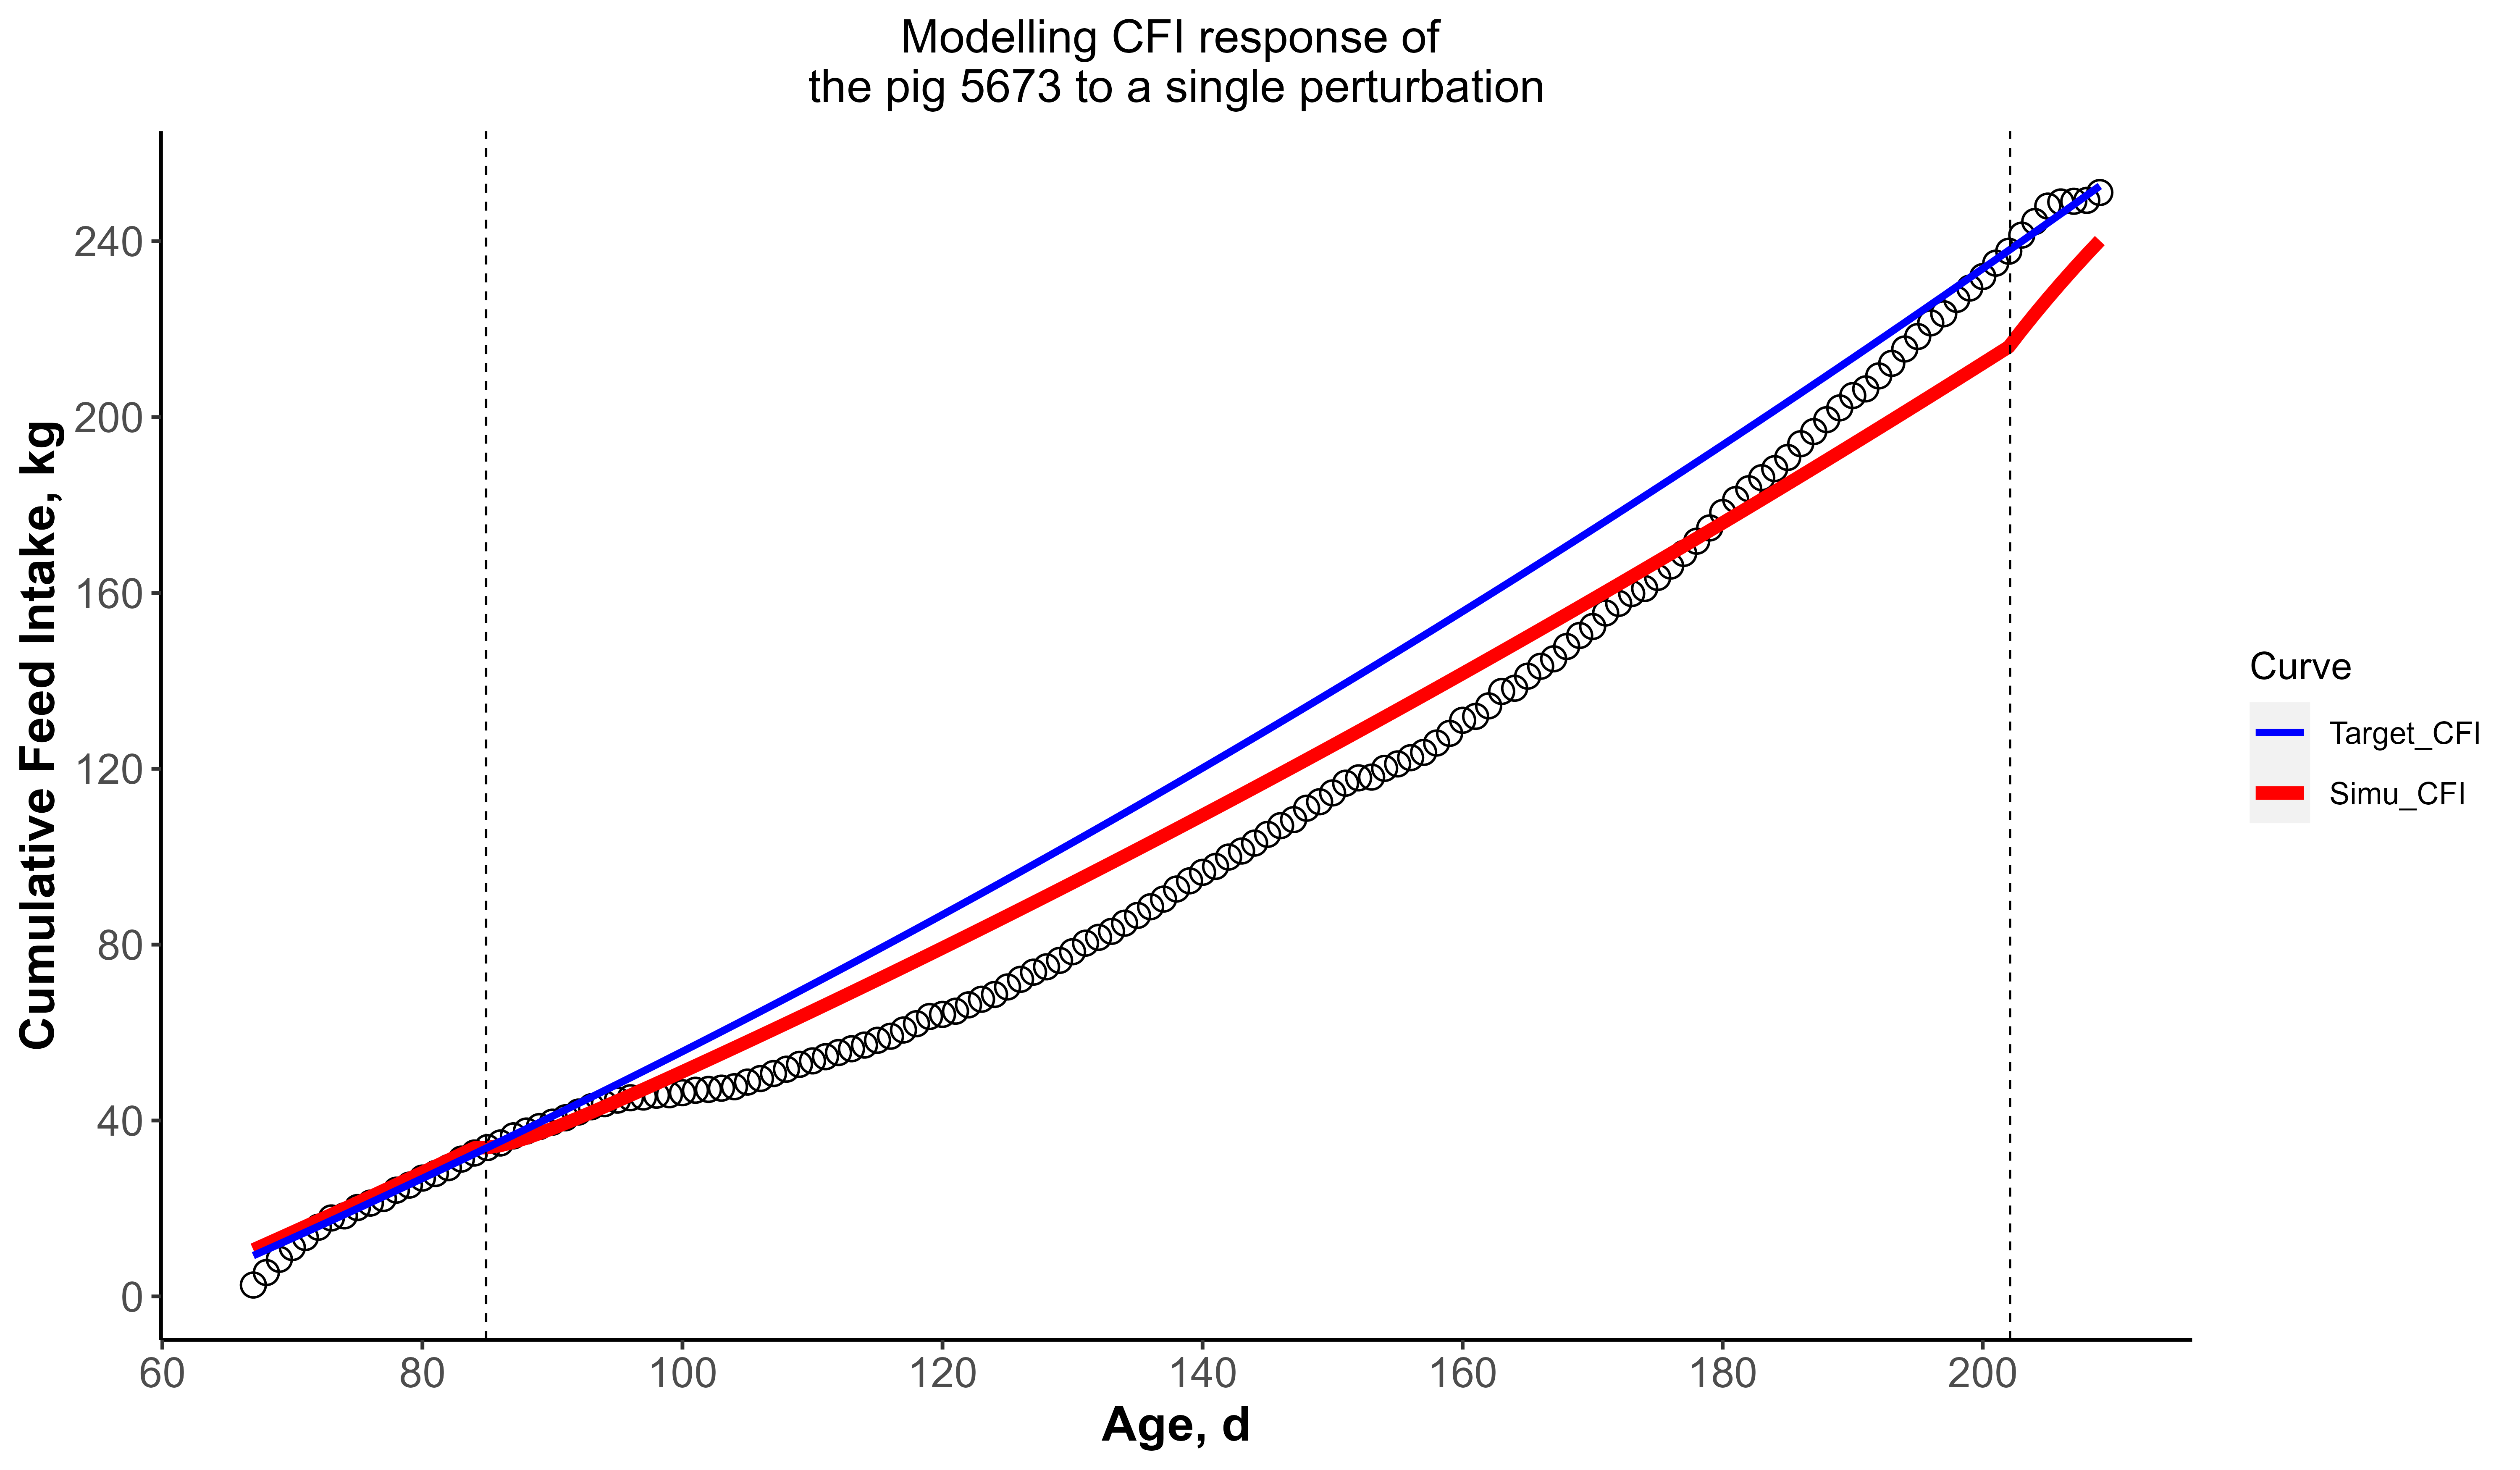 Modelling CFI response of
the pig 5673 to a single perturbation
Cumulative Feed Intake, kg
240
200
160
120
80
40
0
60 80 100 120 140 160 180 200
Age, d
Curve
Target_CFI
Simu_CFI